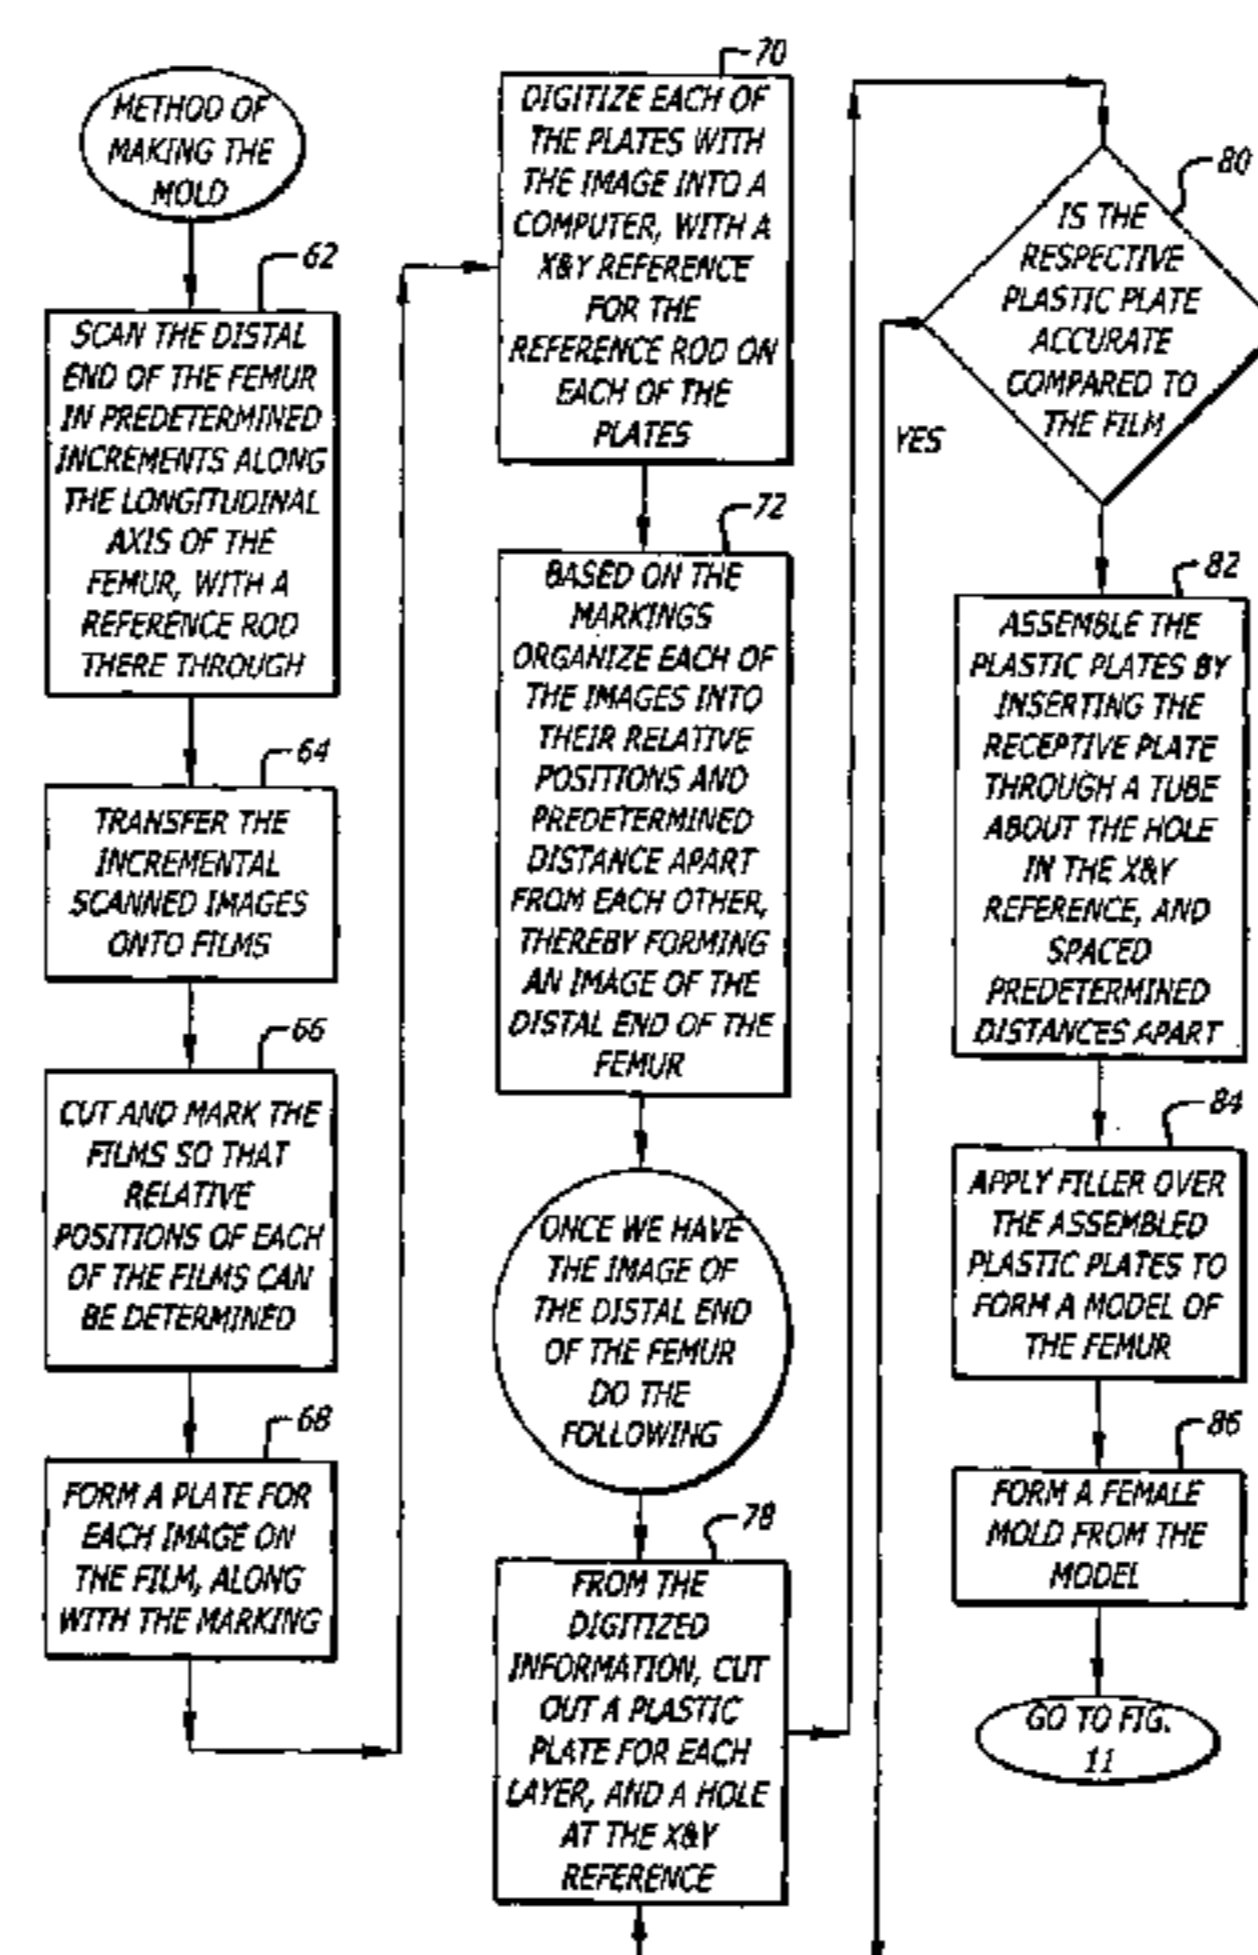 METHOD OF
MAKING THE
MOLD
62
SCAN THE DISTAL
END OF THE FEMUR
IN PREDETERMINED
INCREMENTS ALONG
THE LONGITUDINAL
AXIS OF THE
FEMUR, WITH A
REFERENCE ROD
THERE THROUGH
64
TRANSFER THE
INCREMENTAL
SCANNED IMAGES
ONTO FILMS
66
CUT AND MARK THE
FILMS SO THAT
RELATIVE
POSITIONS OF EACH
OF THE FILMS CAN
BE DETERMINED
68
FORM A PLATE FOR
EACH IMAGE ON
THE FILM, ALONG
WITH THE MARKING
70
DIGITIZE EACH OF
THE PLATES WITH
THE IMAGE INTO A
COMPUTER, WITH A
X&Y REFERENCE
FOR THE
REFERENCE ROD ON
EACH OF THE
PLATES
72
BASED ON THE
MARKINGS
ORGANIZE EACH OF
THE IMAGES INTO
THEIR RELATIVE
POSITIONS AND
PREDETERMINED
DISTANCE APART
FROM EACH OTHER,
THEREBY FORMING
AN IMAGE OF THE
DISTAL END OF THE
FEMUR
ONCE WE HAVE
THE IMAGE OF
THE DISTAL END
OF THE FEMUR
DO THE
FOLLOWING
78
FROM THE
DIGITIZED
INFORMATION, CUT
OUT A PLASTIC
PLATE FOR EACH
LAYER, AND A HOLE
AT THE X&Y
REFERENCE
80
IS THE
RESPECTIVE
PLASTIC PLATE
ACCURATE
COMPARED TO
THE FILM
YES
82
ASSEMBLE THE
PLASTIC PLATES BY
INSERTING THE
RECEPTIVE PLATE
THROUGH A TUBE
ABOUT THE HOLE
IN THE X&Y
REFERENCE, AND
SPACED
PREDETERMINED
DISTANCES APART
84
APPLY FILLER OVER
THE ASSEMBLED
PLASTIC PLATES TO
FORM A MODEL OF
THE FEMUR
86
FORM A FEMALE
MOLD FROM THE
MODEL
GO TO FIG.
11